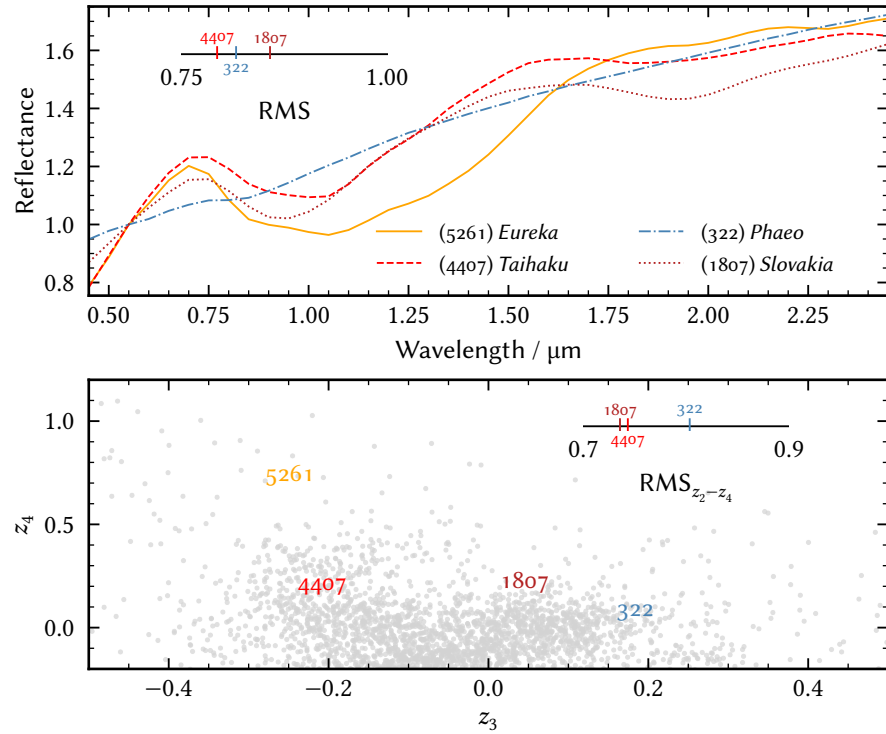 4407 1807
322
0.75 1.00
RMS
Reflectance
1.6
1.4
1.2
1.0
0.8
(5261) Eureka (322) Phaeo
(4407) Taihaku (1807) Slovakia
0.50 0.75 1.00 1.25 1.50 1.75 2.00 2.25
Wavelength / µm
1807 322
4407
0.7 0.9
RMS z₂−z₄
z₄
1.0
0.5
0.0
5261
4407
1807
322
−0.4 −0.2 0.0 0.2 0.4
z₃